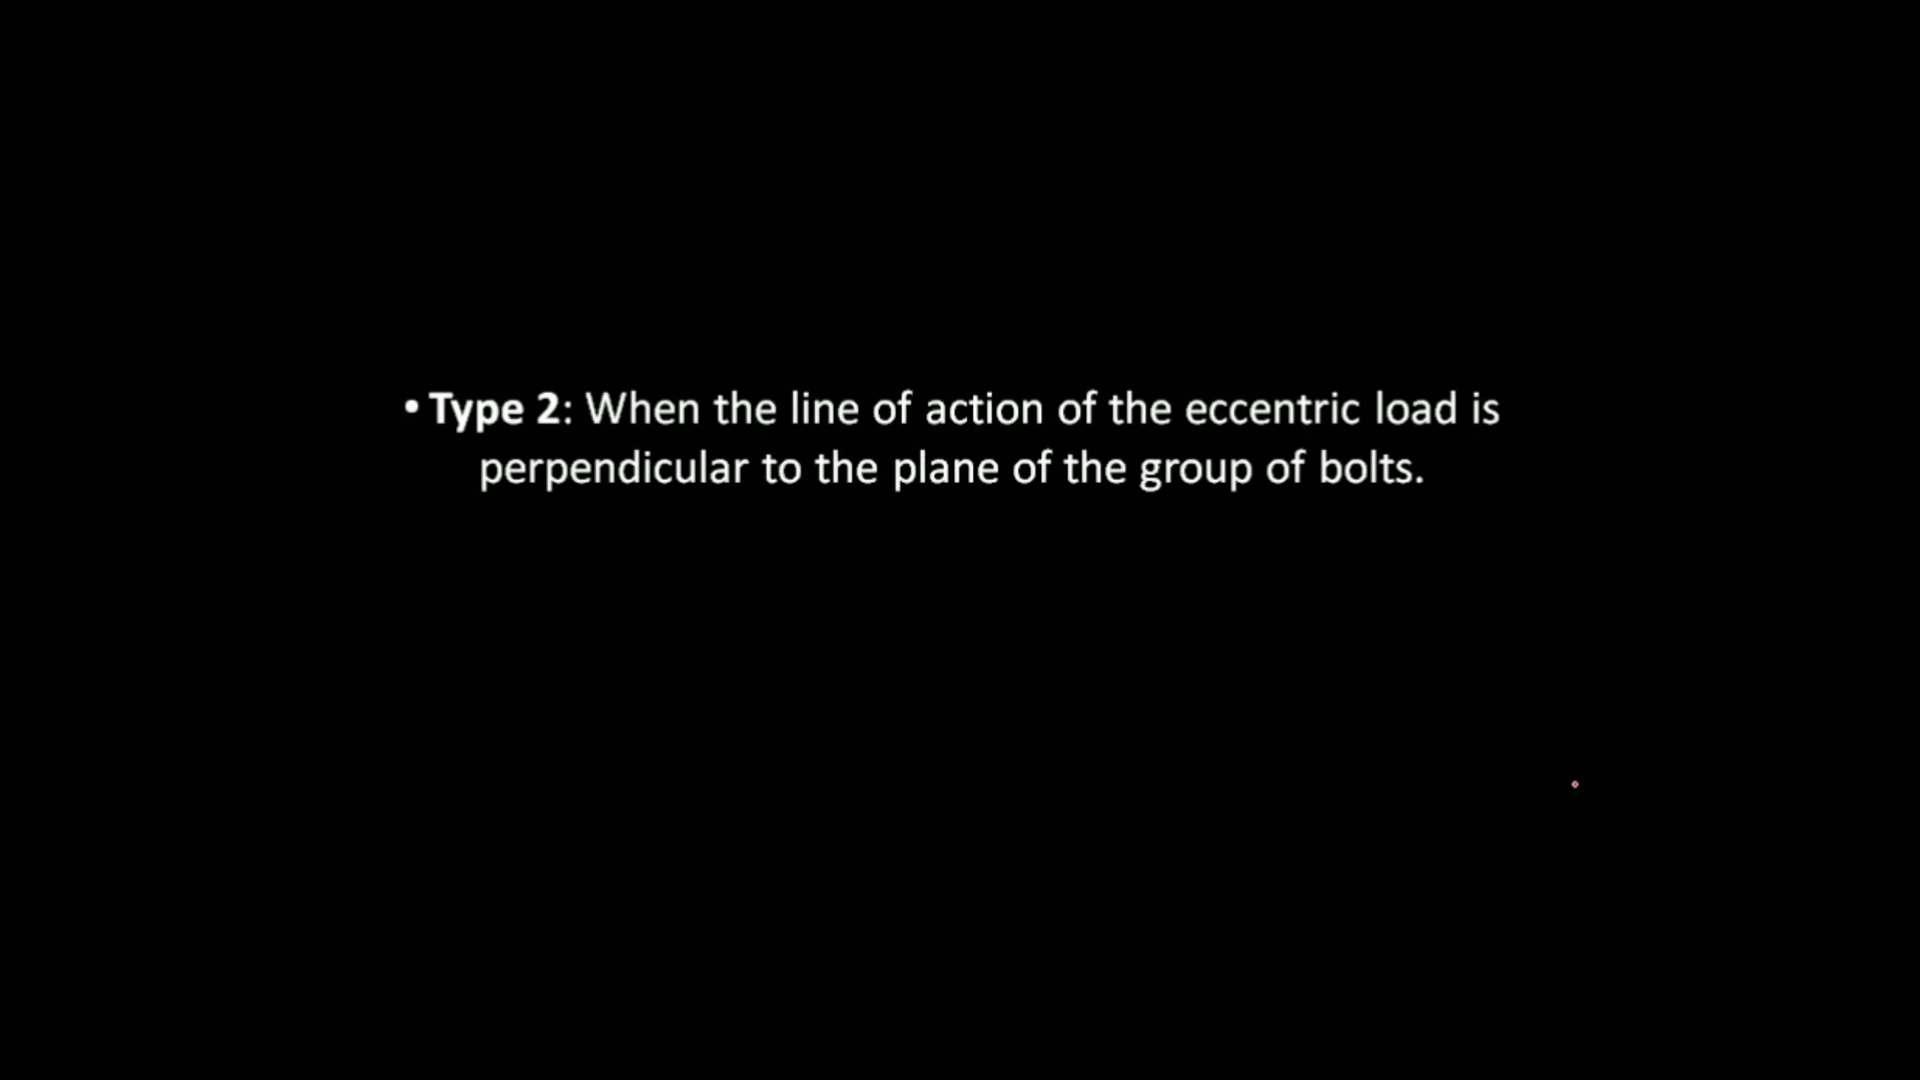 • Type 2: When the line of action of the eccentric load is
perpendicular to the plane of the group of bolts.